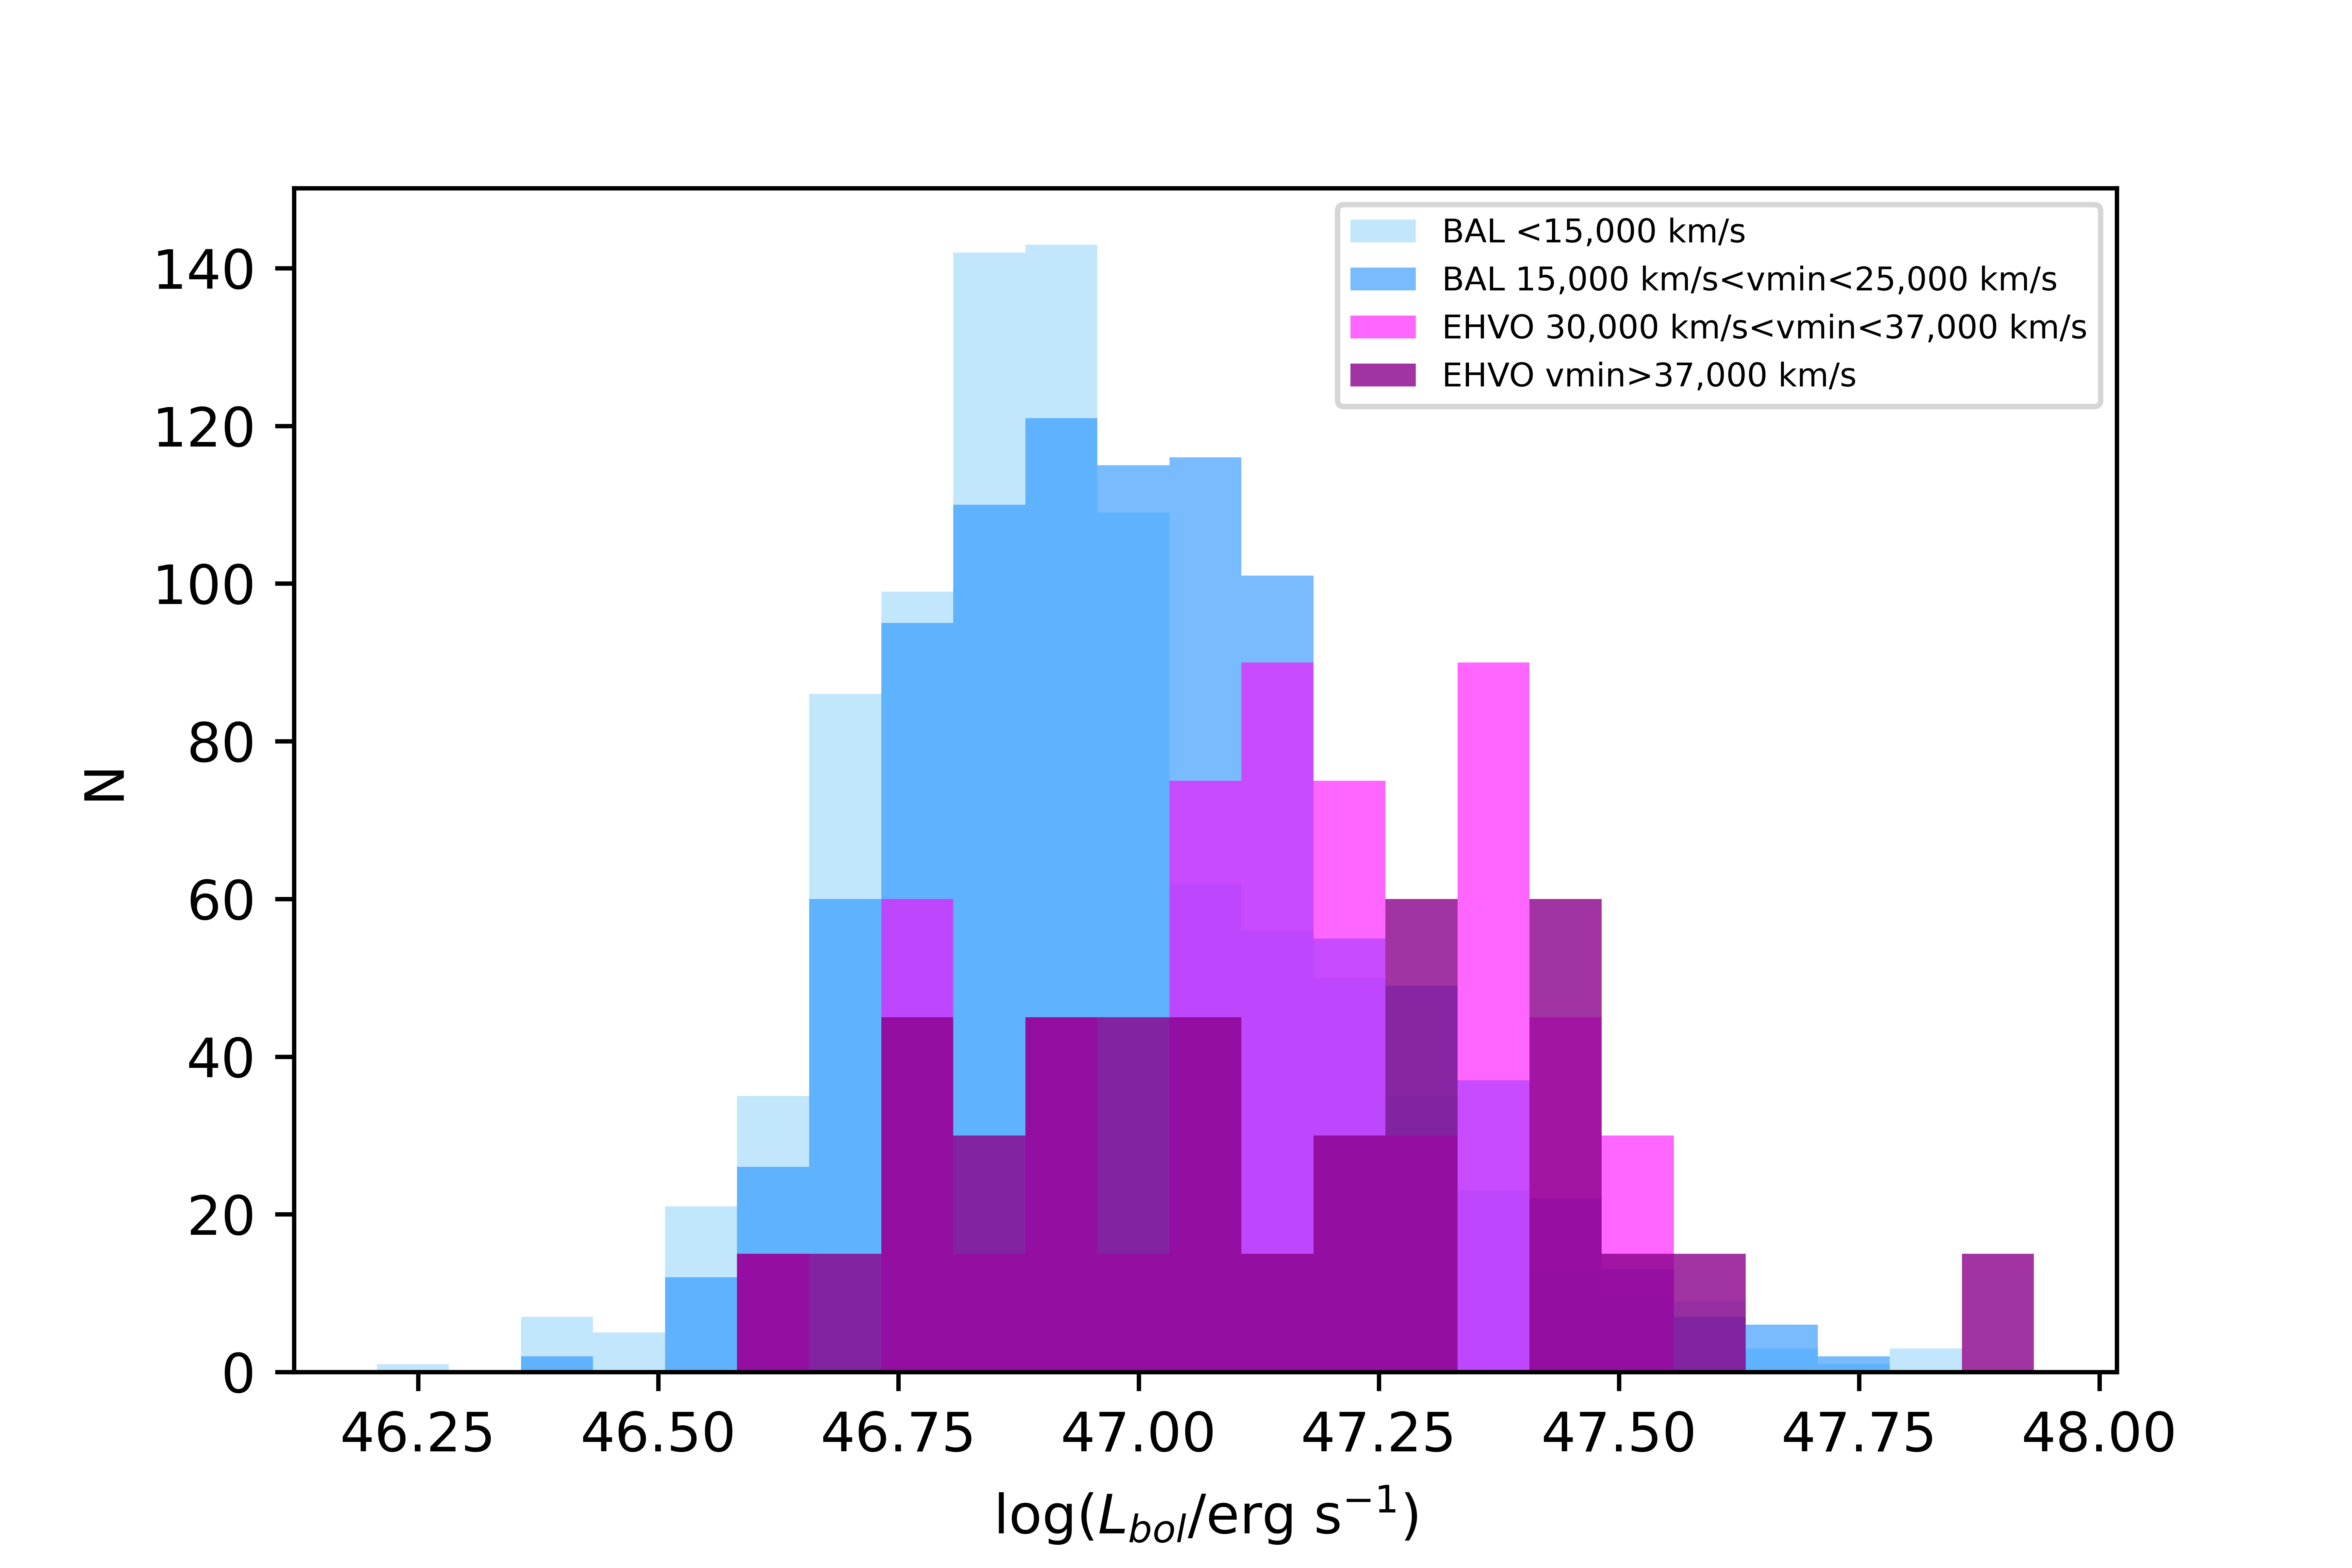 BAL <15,000 km/s
BAL 15,000 km/s<vmin<25,000 km/s
EHVO 30,000 km/s<vmin<37,000 km/s
EHVO vmin>37,000 km/s
N
140
120
100
80
60
40
20
0
46.25 46.50 46.75 47.00 47.25 47.50 47.75 48.00
log(L_bol/erg s⁻¹)